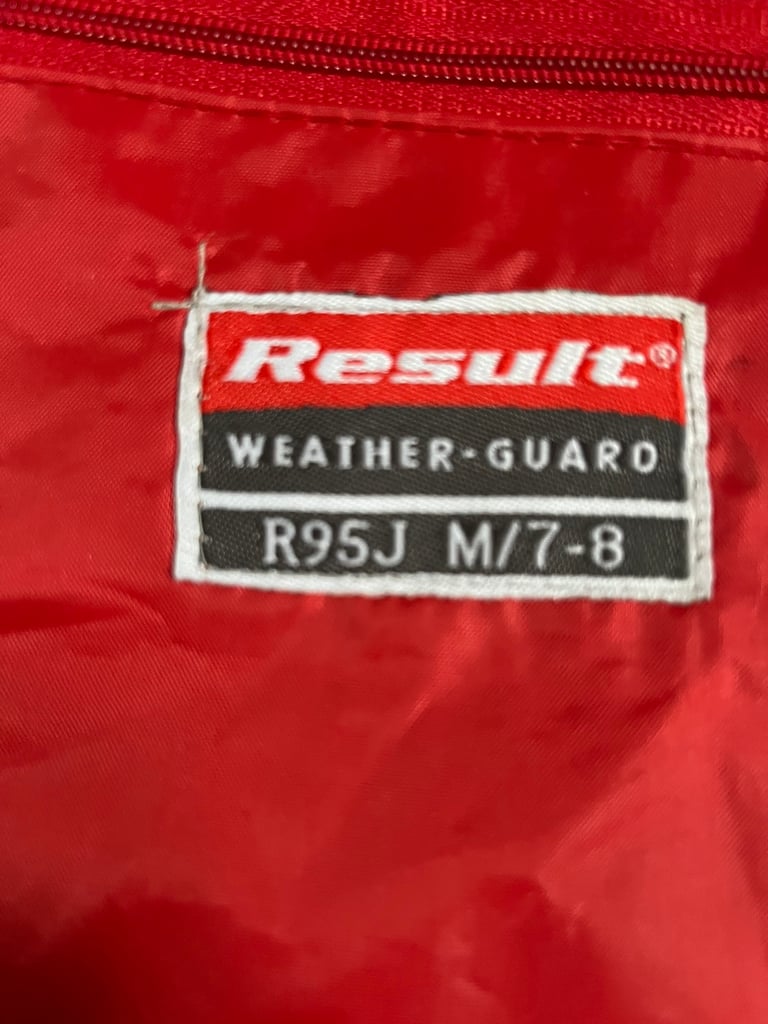 Result®
WEATHER-GUARD
R95J M/7-8